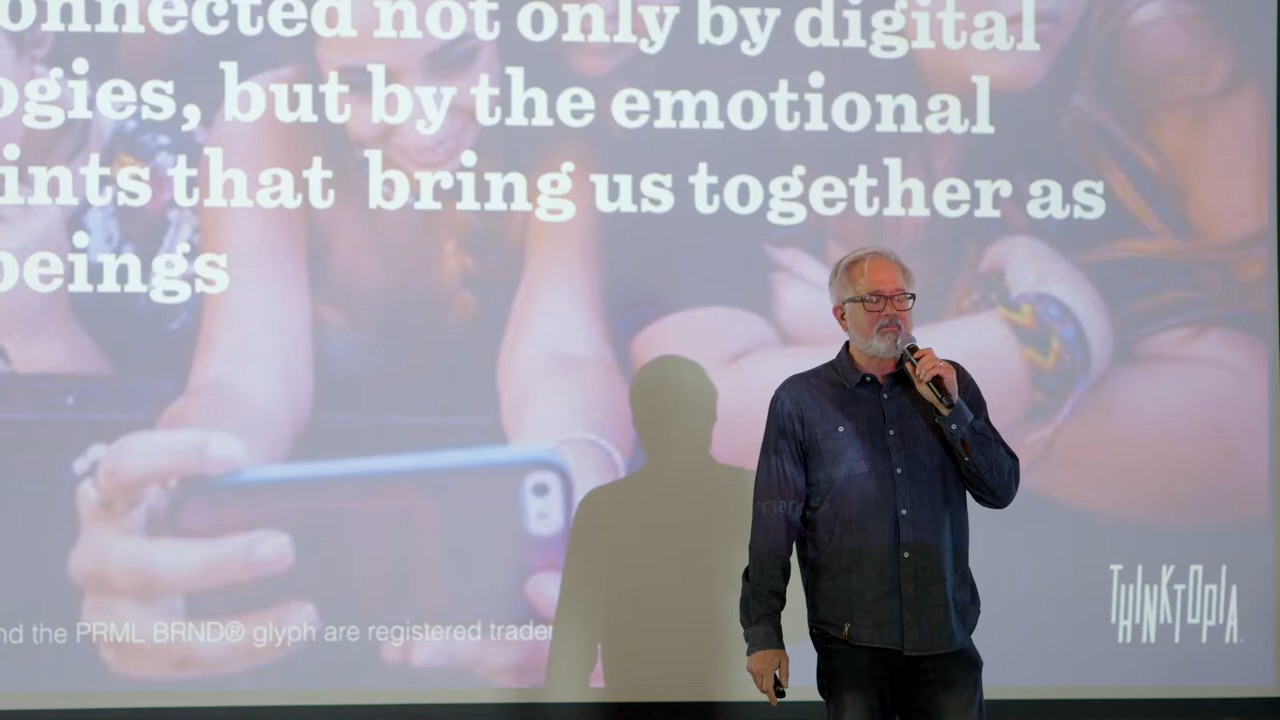 onnected not only by digital
ogies, but by the emotional
ints that bring us together as
beings
THINKTOPIA
nd the PRML BRND® glyph are registered trader